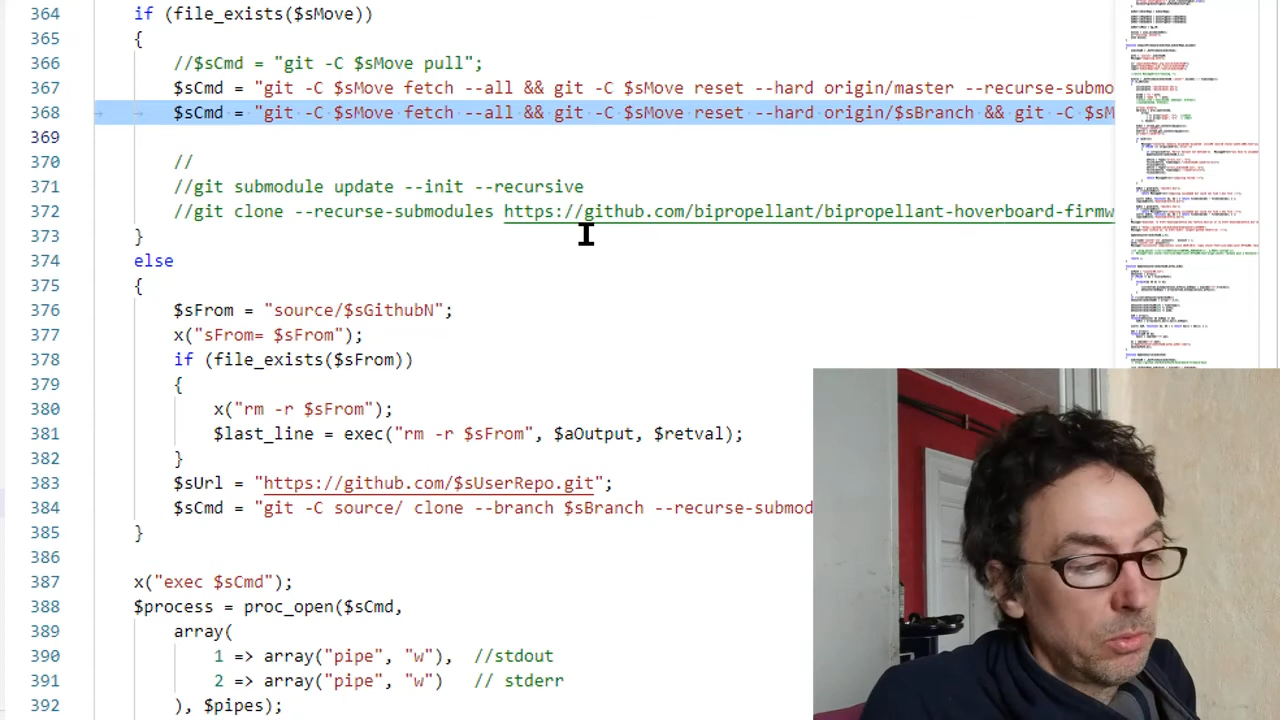 364 if (file_exists($sMove))
365 {
366 //$sCmd = "git -C $sMove pull";
367 $sCmd = "git -C $sMove fetch --all && git -C $sMove reset --hard origin/master --recurse-submo
368 $sCmd = "git -C $sMove fetch --all && git -C $sMove reset --hard origin/$sBranch && git -C $sM
369
370 //
371 //git submodule update --init --recursive
372 //git clone --recurse-submodules https://github.com/bipropellant/bipropellant-hoverboard-firmw
373 }
374 else
375 {
376 $sFrom = "source/$sGithubN";
377 x("sFrom= $sFrom");
378 if (file_exists($sFrom))
379 {
380 x("rm -r $sFrom");
381 $last_line = exec("rm -r $sFrom", $aOutput, $retval);
382 }
383 $sUrl = "https://github.com/$sUserRepo.git";
384 $sCmd = "git -C source/ clone --branch $sBranch --recurse-submod
385 }
386
387 x("exec $sCmd");
388 $process = proc_open($sCmd,
389 array(
390 1 => array("pipe", "w"), //stdout
391 2 => array("pipe", "w") // stderr
392 ), $pipes);